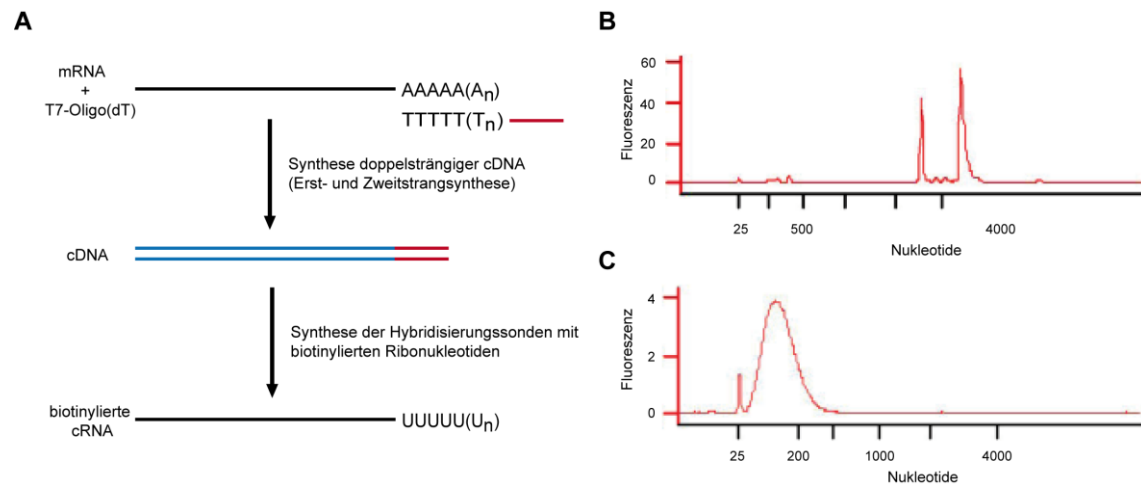 A
mRNA
+
T7-Oligo(dT)
AAAAA(An)
TTTTT(Tn)
Synthese doppelsträngiger cDNA
(Erst- und Zweitstrangsynthese)
cDNA
Synthese der Hybridisierungssonden mit
biotinylierten Ribonukleotiden
biotinylierte
cRNA
UUUUU(Un)
B
Fluoreszenz
60
40
20
0
25 500 4000
Nukleotide
C
Fluoreszenz
4
2
0
25 200 1000 4000
Nukleotide